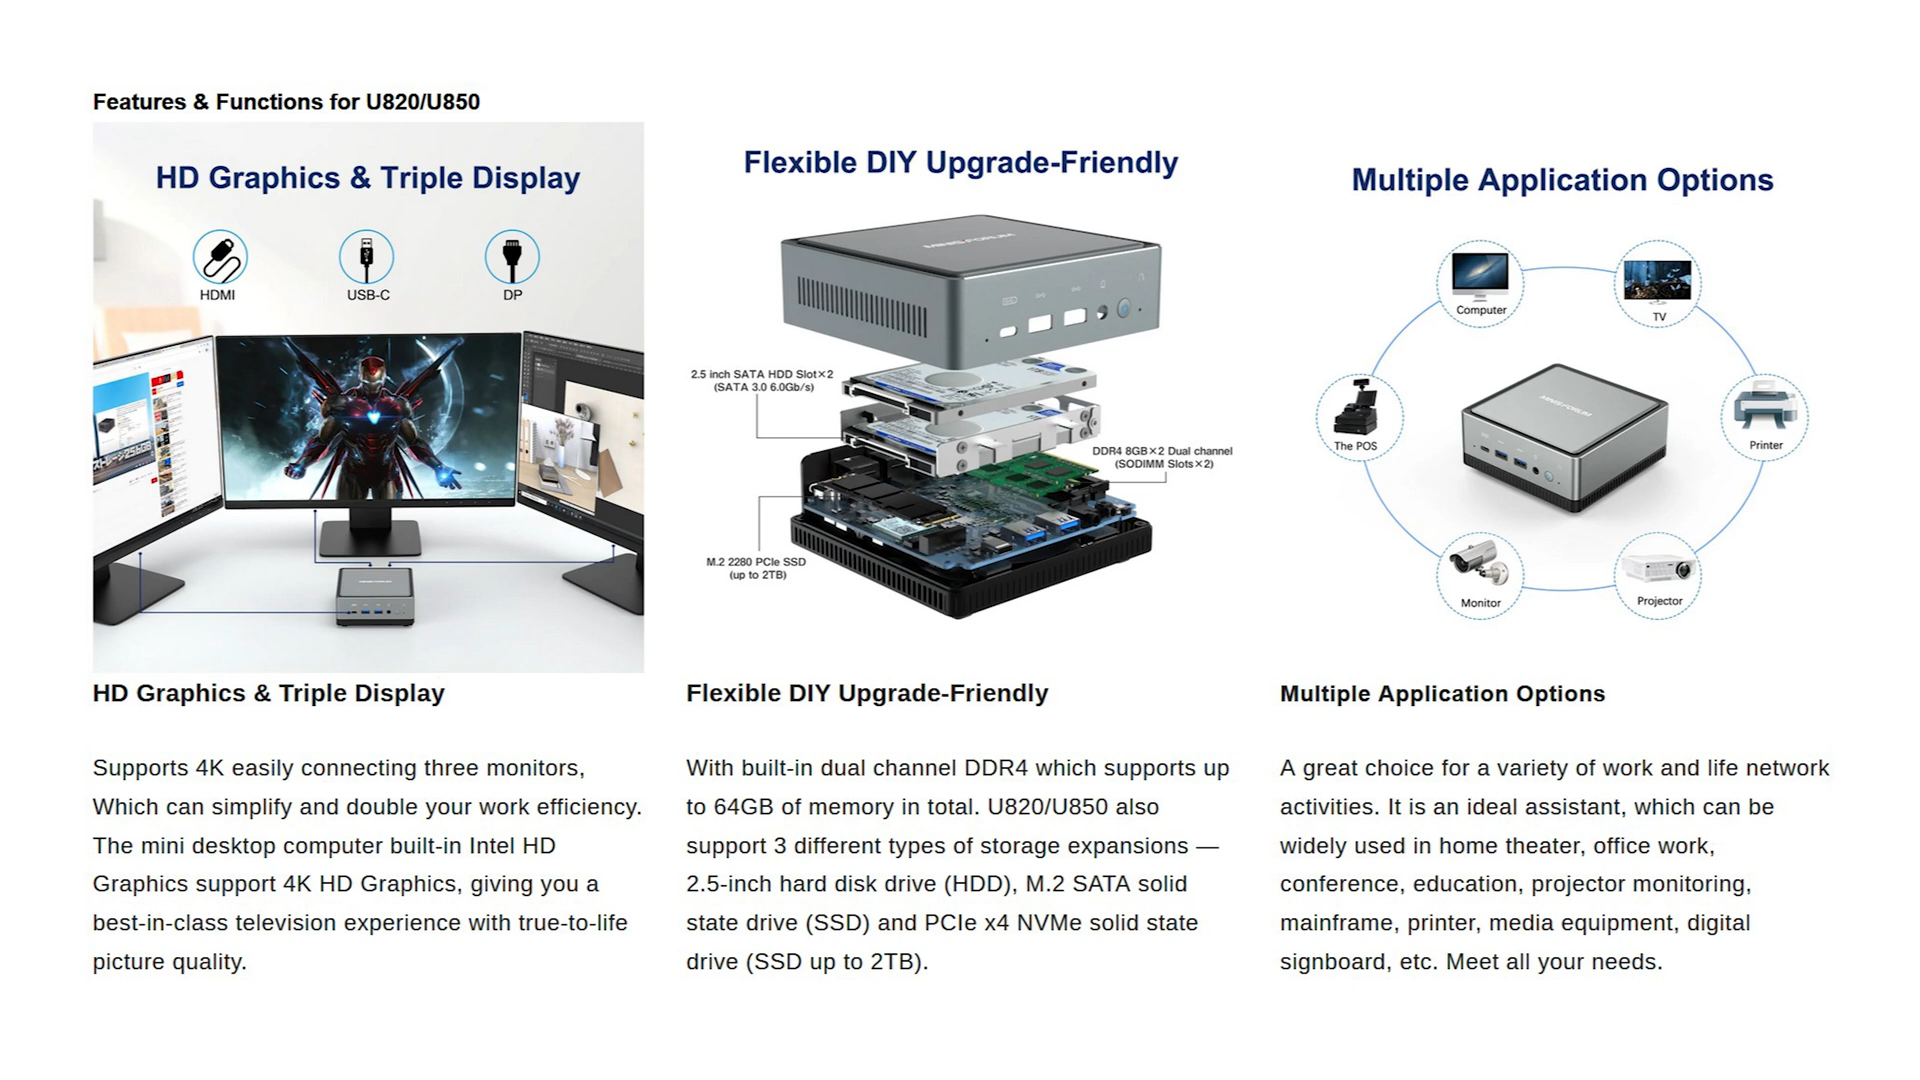 Features & Functions for U820/U850
HD Graphics & Triple Display
HDMI
USB-C
DP
HD Graphics & Triple Display
Supports 4K easily connecting three monitors,
Which can simplify and double your work efficiency.
The mini desktop computer built-in Intel HD
Graphics support 4K HD Graphics, giving you a
best-in-class television experience with true-to-life
picture quality.
Flexible DIY Upgrade-Friendly
MINISFORUM
2.5 inch SATA HDD Slot×2
(SATA 3.0 6.0Gb/s)
DDR4 8GB×2 Dual channel
(SODIMM Slots×2)
M.2 2280 PCIe SSD
(up to 2TB)
Flexible DIY Upgrade-Friendly
With built-in dual channel DDR4 which supports up
to 64GB of memory in total. U820/U850 also
support 3 different types of storage expansions —
2.5-inch hard disk drive (HDD), M.2 SATA solid
state drive (SSD) and PCIe x4 NVMe solid state
drive (SSD up to 2TB).
Multiple Application Options
Computer
TV
The POS
MINISFORUM
Printer
Monitor
Projector
Multiple Application Options
A great choice for a variety of work and life network
activities. It is an ideal assistant, which can be
widely used in home theater, office work,
conference, education, projector monitoring,
mainframe, printer, media equipment, digital
signboard, etc. Meet all your needs.